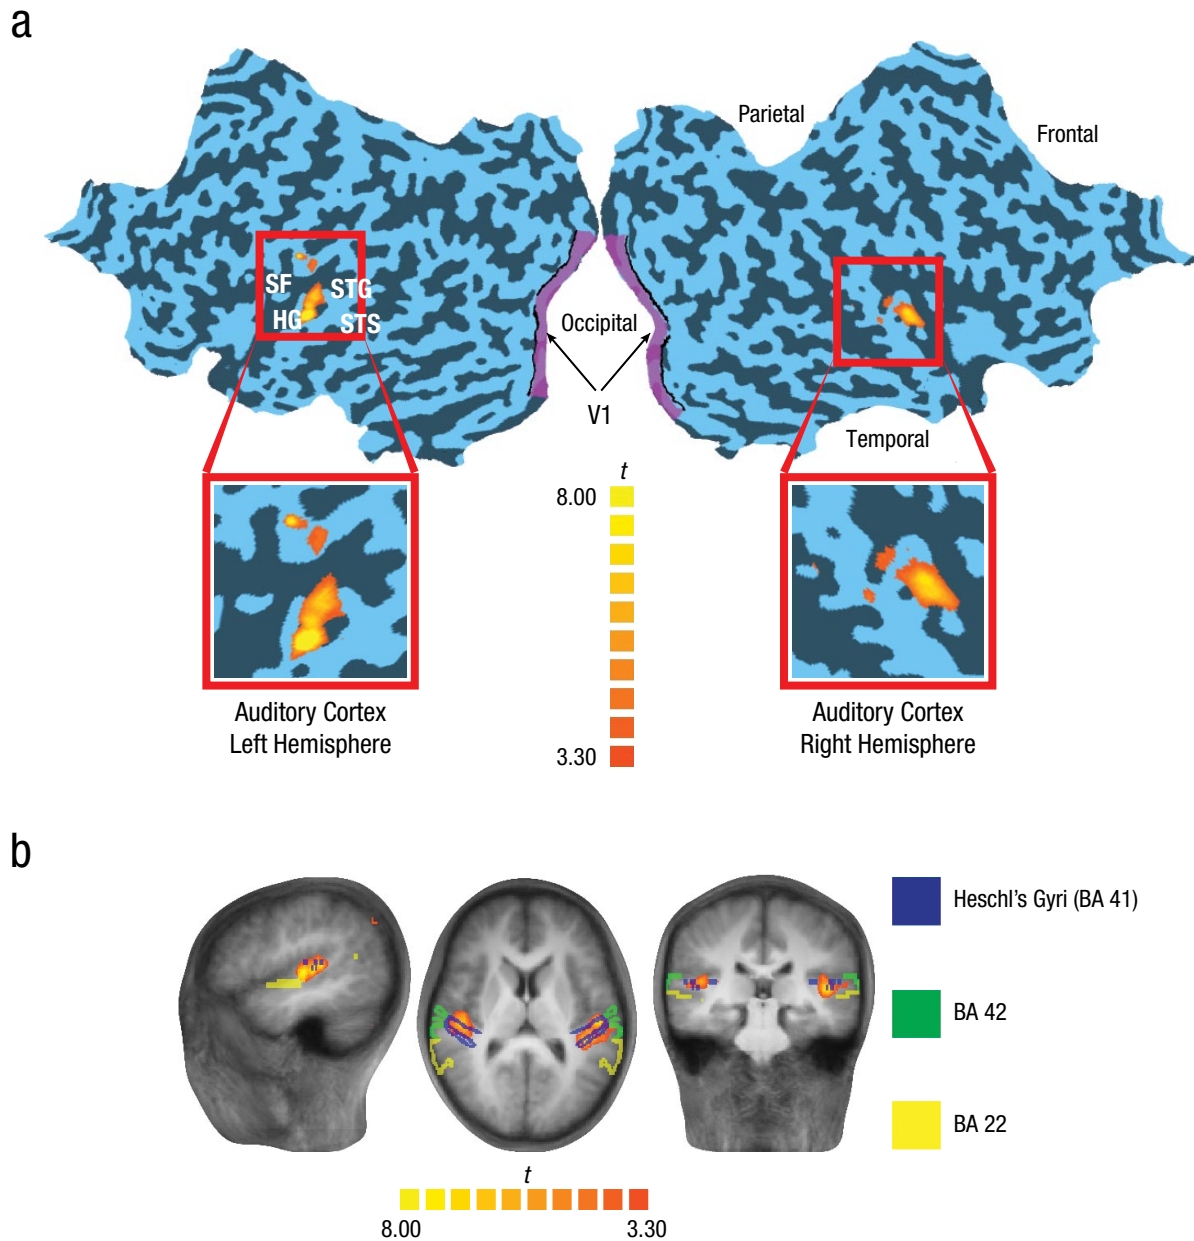 a
Parietal
Frontal
SF
STG
HG
STS
Occipital
V1
Temporal
t
8.00
3.30
Auditory Cortex
Left Hemisphere
Auditory Cortex
Right Hemisphere
b
Heschl's Gyri (BA 41)
BA 42
BA 22
t
8.00
3.30